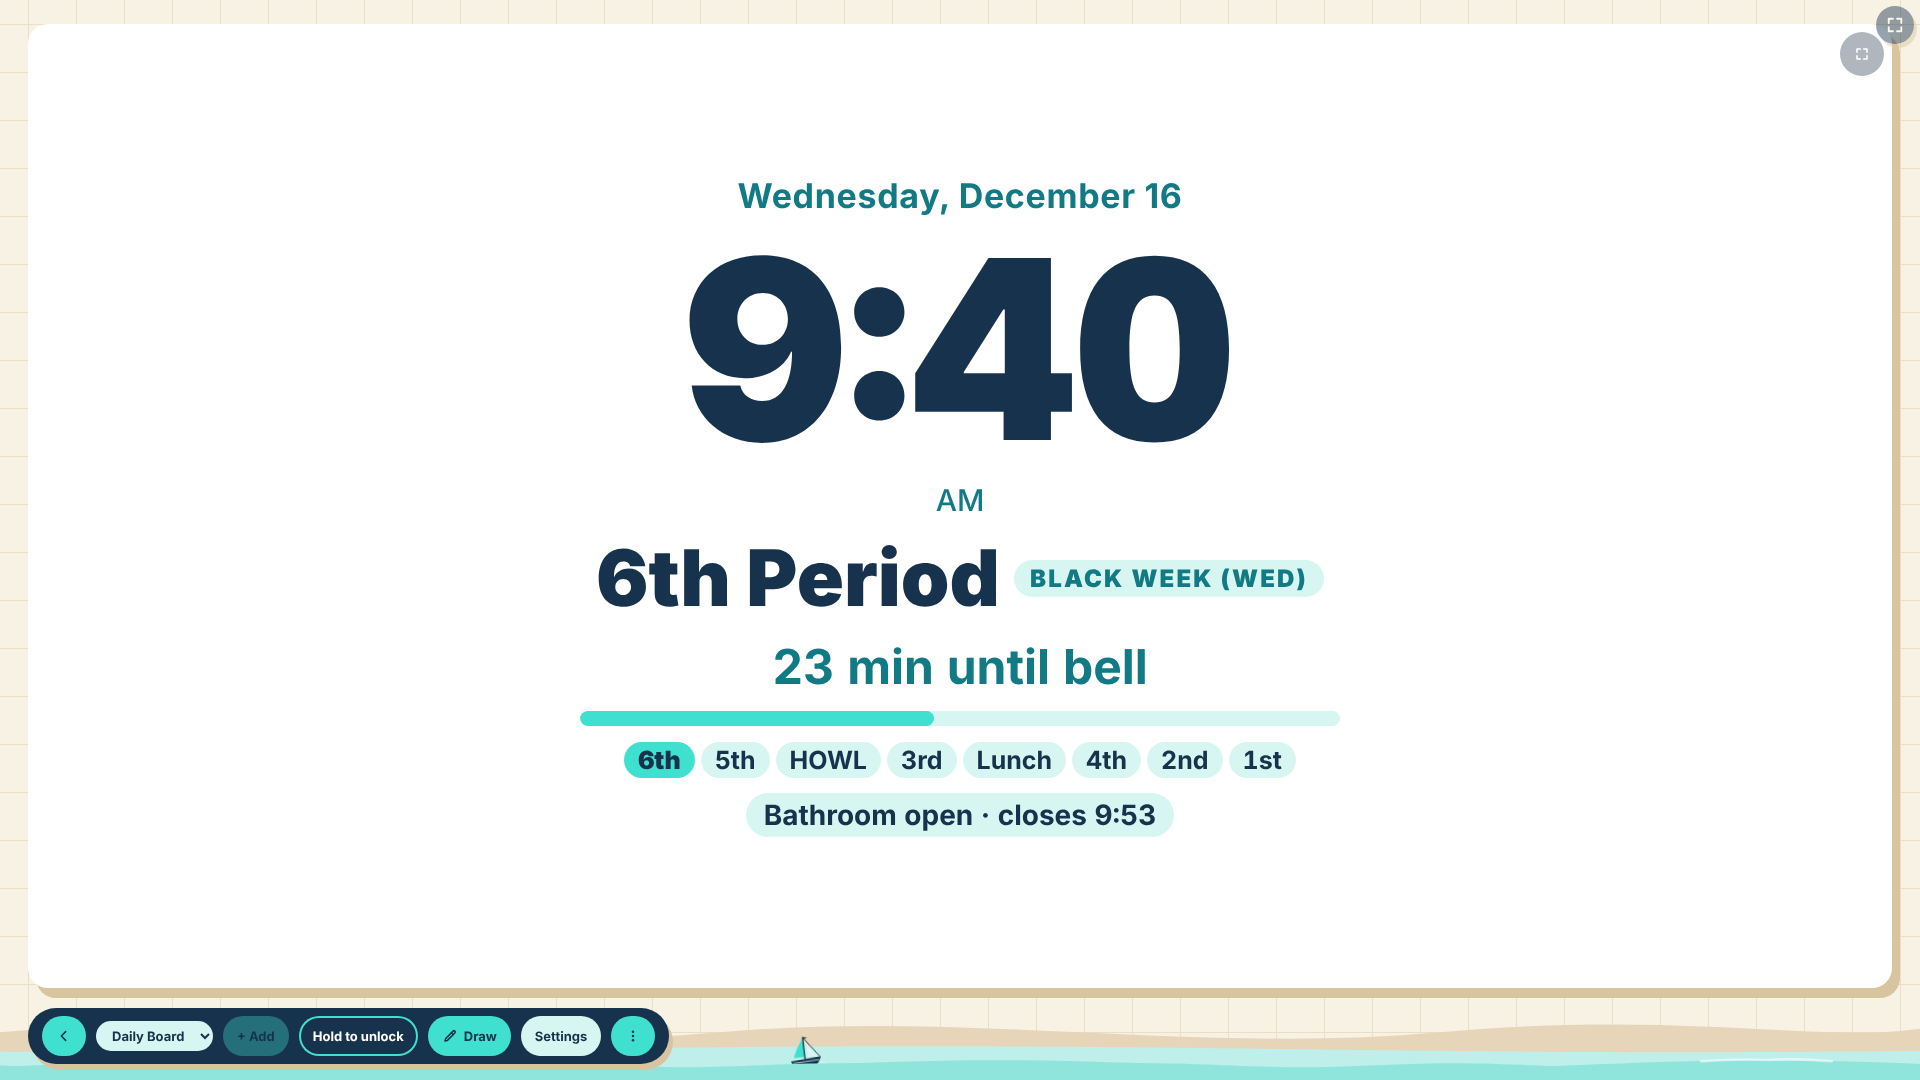 Wednesday, December 16
9:40
AM
6th Period BLACK WEEK (WED)
23 min until bell
6th 5th HOWL 3rd Lunch 4th 2nd 1st
Bathroom open · closes 9:53
Daily Board + Add Hold to unlock Draw Settings